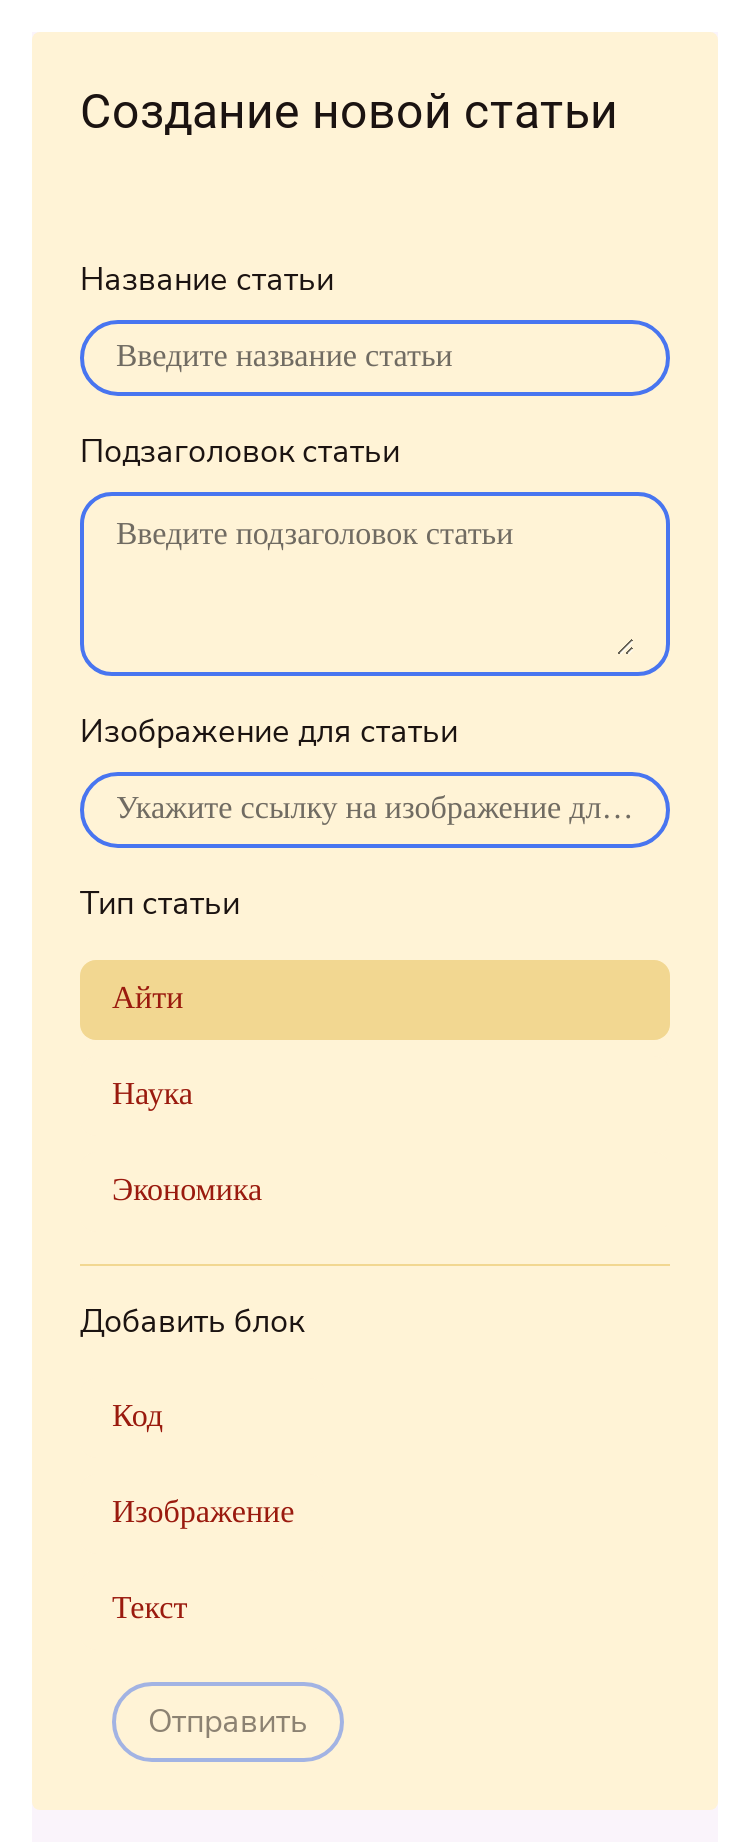 Создание новой статьи
Название статьи
Введите название статьи
Подзаголовок статьи
Введите подзаголовок статьи
Изображение для статьи
Укажите ссылку на изображение дл…
Тип статьи
Айти
Наука
Экономика
Добавить блок
Код
Изображение
Текст
Отправить